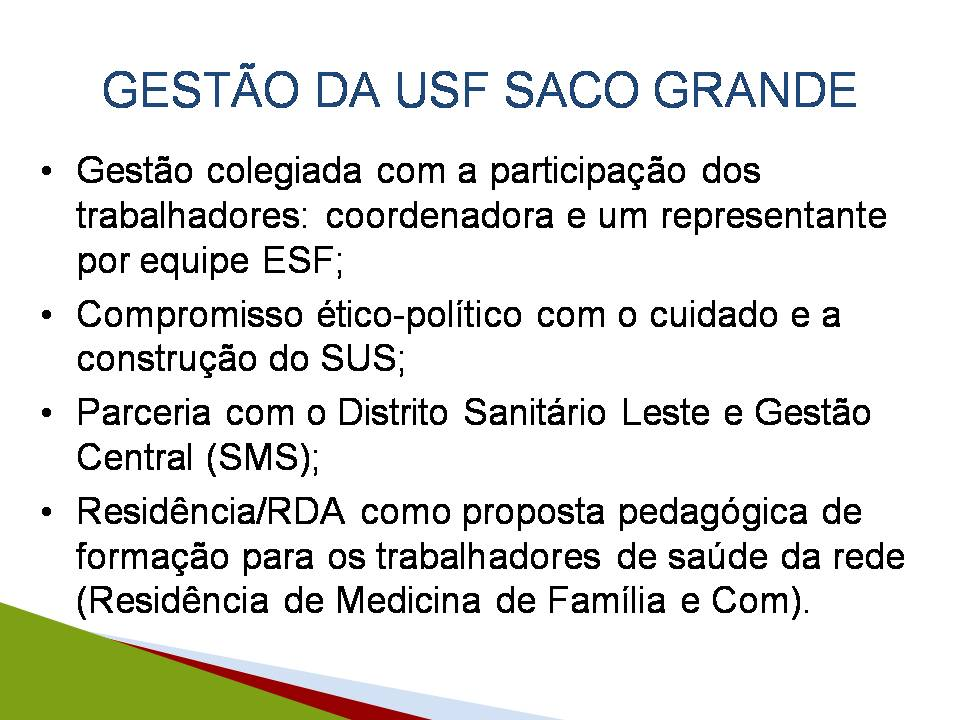 GESTÃO DA USF SACO GRANDE
• Gestão colegiada com a participação dos
trabalhadores: coordenadora e um representante
por equipe ESF;
• Compromisso ético-político com o cuidado e a
construção do SUS;
• Parceria com o Distrito Sanitário Leste e Gestão
Central (SMS);
• Residência/RDA como proposta pedagógica de
formação para os trabalhadores de saúde da rede
(Residência de Medicina de Família e Com).